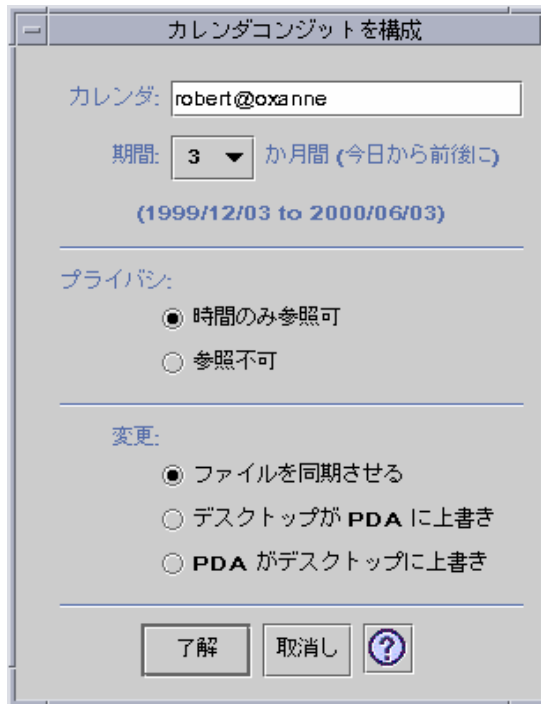 カレンダコンジットを構成
カレンダ: robert@oxanne
期間: 3 か月間 (今日から前後に)
(1999/12/03 to 2000/06/03)
プライバシ:
時間のみ参照可
参照不可
変更:
ファイルを同期させる
デスクトップが PDA に上書き
PDA がデスクトップに上書き
了解 取消し ?